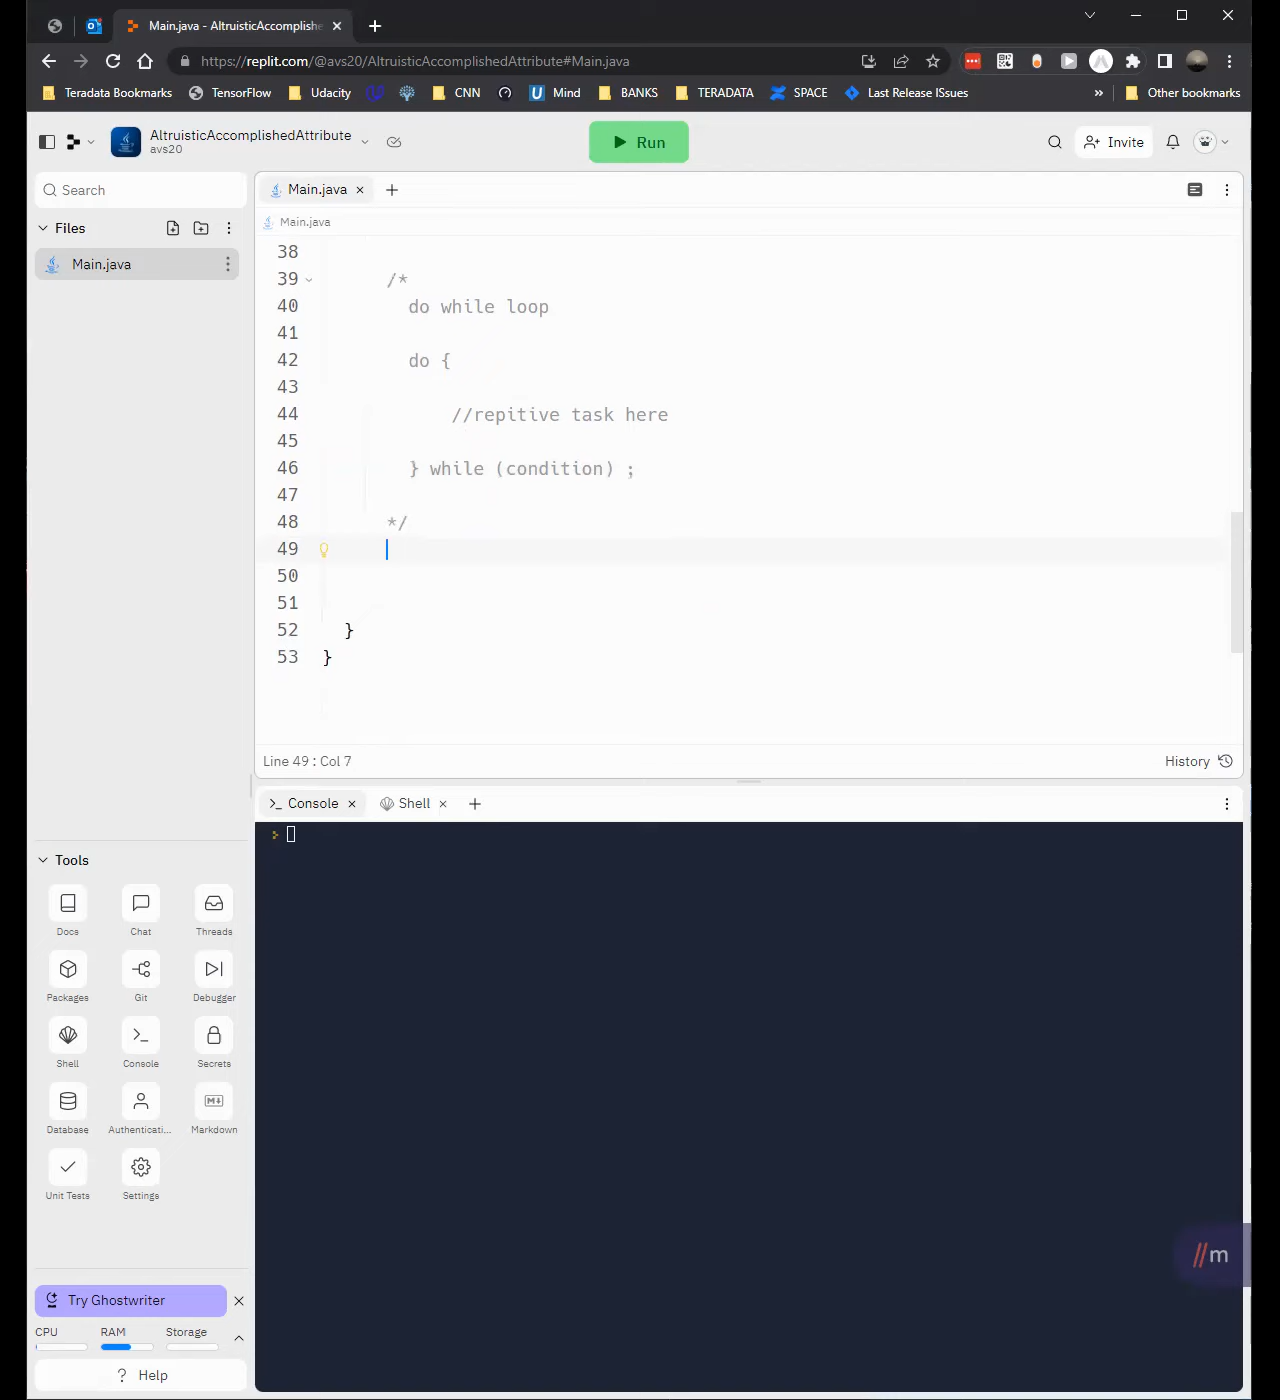 Main.java - AltruisticAccomplishe
https://replit.com/@avs20/AltruisticAccomplishedAttribute#Main.java
Teradata Bookmarks TensorFlow Udacity CNN Mind BANKS TERADATA SPACE Last Release ISsues » Other bookmarks
AltruisticAccomplishedAttribute
avs20
Run
Invite
Search
Files
Main.java
Main.java
Main.java
38
39 /*
40 do while loop
41
42 do {
43
44 //repitive task here
45
46 } while (condition) ;
47
48 */
49
50
51
52 }
53 }
Line 49 : Col 7
History
Console
Shell
Tools
Docs Chat Threads
Packages Git Debugger
Shell Console Secrets
Database Authenticati... Markdown
Unit Tests Settings
//m
Try Ghostwriter
CPU RAM Storage
? Help